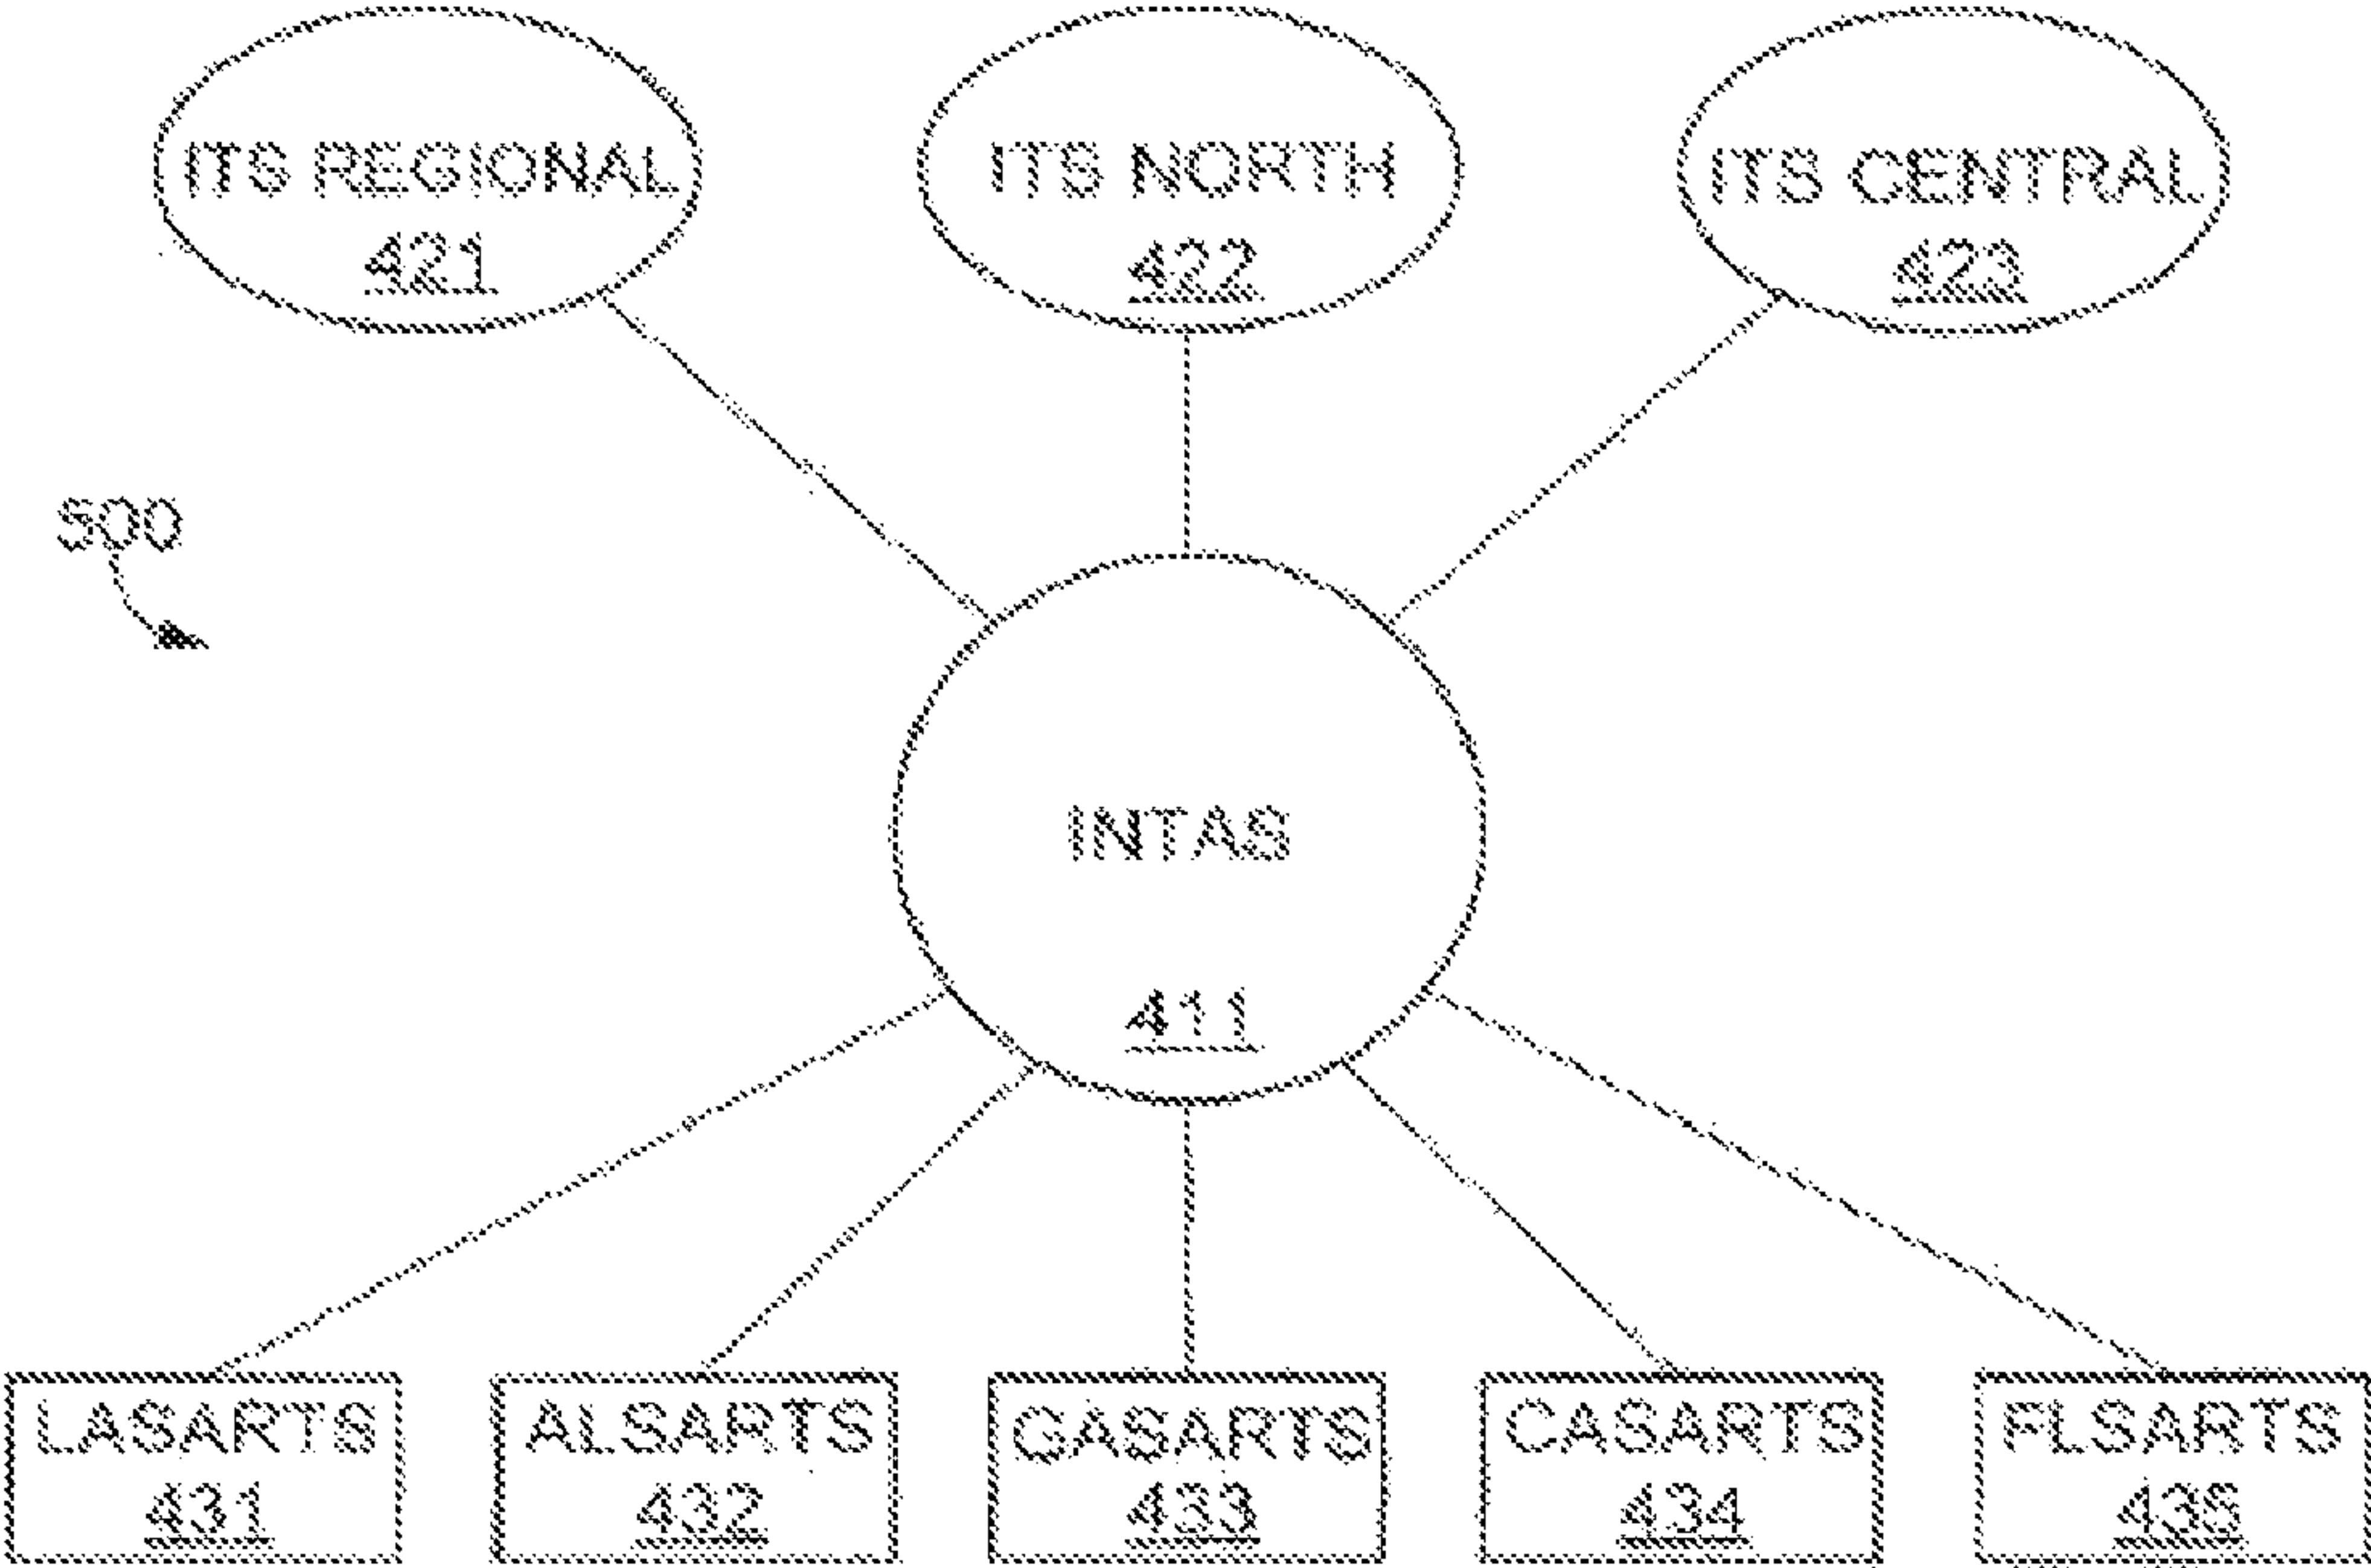 ITS REGIONAL
421
ITS NORTH
422
ITS CENTRAL
423
500
INTAS
411
LASARTS
431
ALSARTS
432
GASARTS
433
CASARTS
434
FLSARTS
435